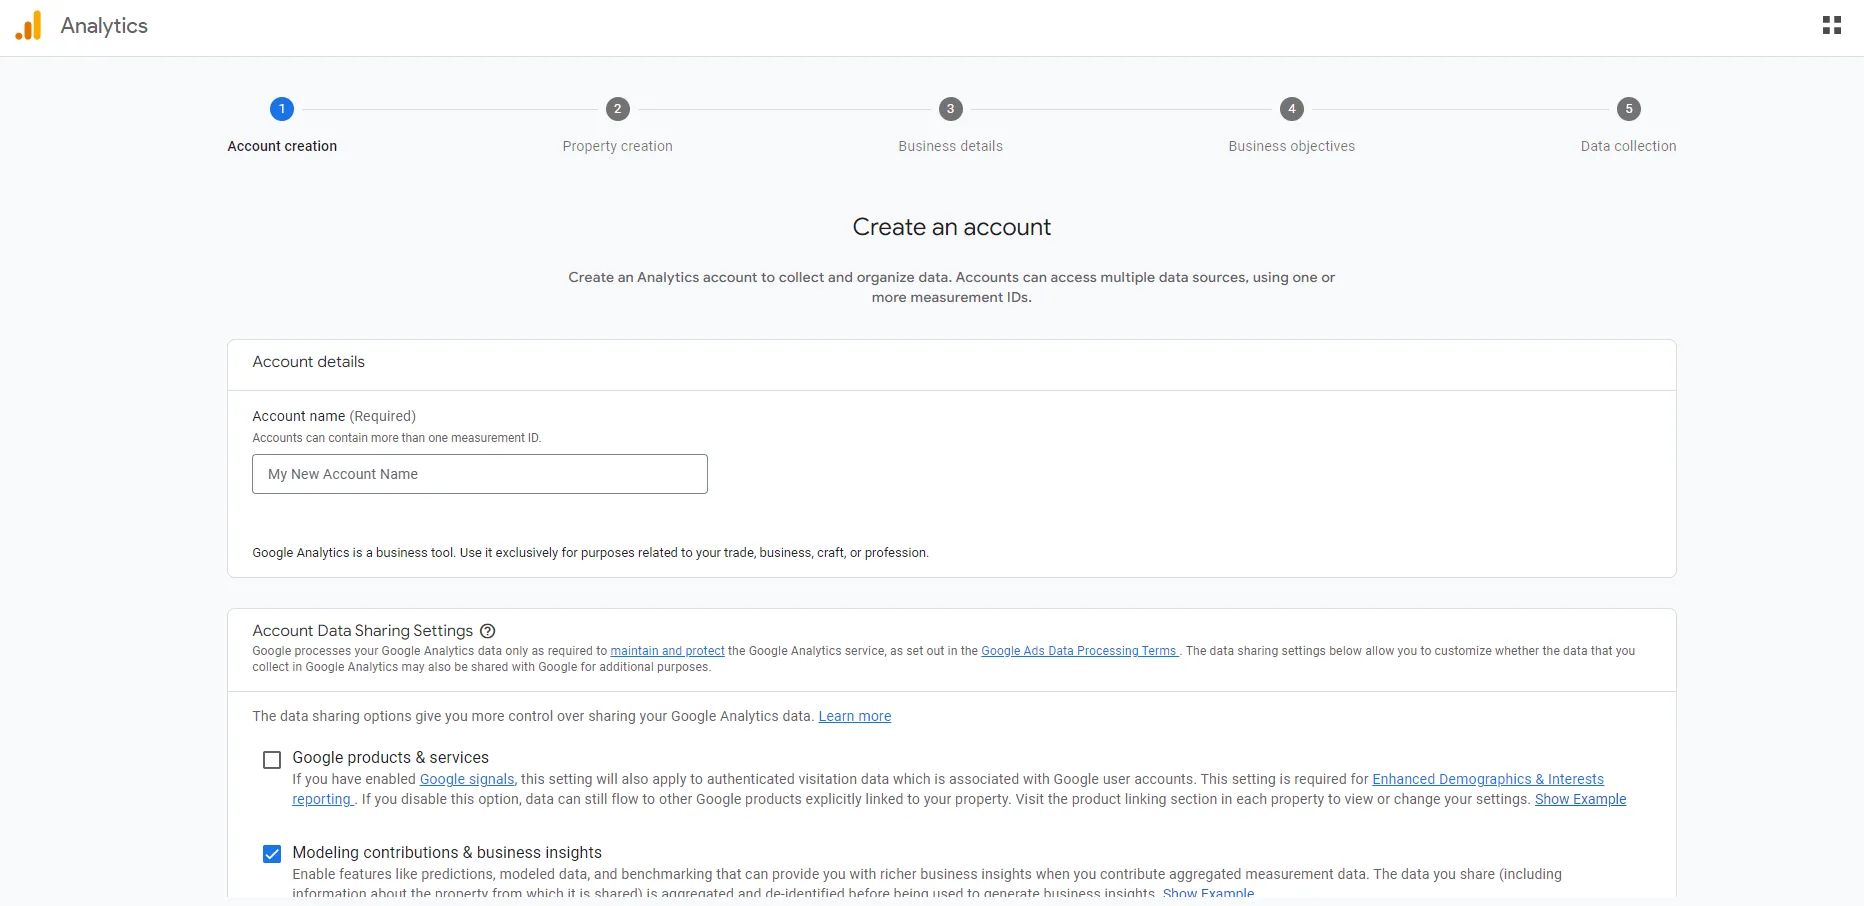 Analytics
1
2
3
4
5
Account creation
Property creation
Business details
Business objectives
Data collection
Create an account
Create an Analytics account to collect and organize data. Accounts can access multiple data sources, using one or
more measurement IDs.
Account details
Account name (Required)
Accounts can contain more than one measurement ID.
My New Account Name
Google Analytics is a business tool. Use it exclusively for purposes related to your trade, business, craft, or profession.
Account Data Sharing Settings ?
Google processes your Google Analytics data only as required to maintain and protect the Google Analytics service, as set out in the Google Ads Data Processing Terms . The data sharing settings below allow you to customize whether the data that you
collect in Google Analytics may also be shared with Google for additional purposes.
The data sharing options give you more control over sharing your Google Analytics data. Learn more
Google products & services
If you have enabled Google signals, this setting will also apply to authenticated visitation data which is associated with Google user accounts. This setting is required for Enhanced Demographics & Interests
reporting . If you disable this option, data can still flow to other Google products explicitly linked to your property. Visit the product linking section in each property to view or change your settings. Show Example
Modeling contributions & business insights
Enable features like predictions, modeled data, and benchmarking that can provide you with richer business insights when you contribute aggregated measurement data. The data you share (including
information about the property from which it is shared) is aggregated and de-identified before being used to generate business insights. Show Example